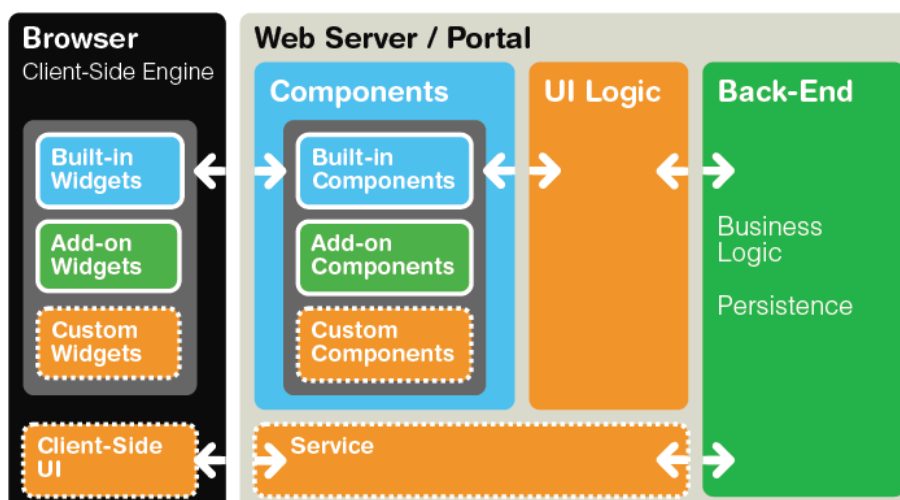 Browser
Client-Side Engine
Built-in
Widgets
Add-on
Widgets
Custom
Widgets
Client-Side
UI
Web Server / Portal
Components
Built-in
Components
Add-on
Components
Custom
Components
UI Logic
Service
Back-End
Business
Logic
Persistence